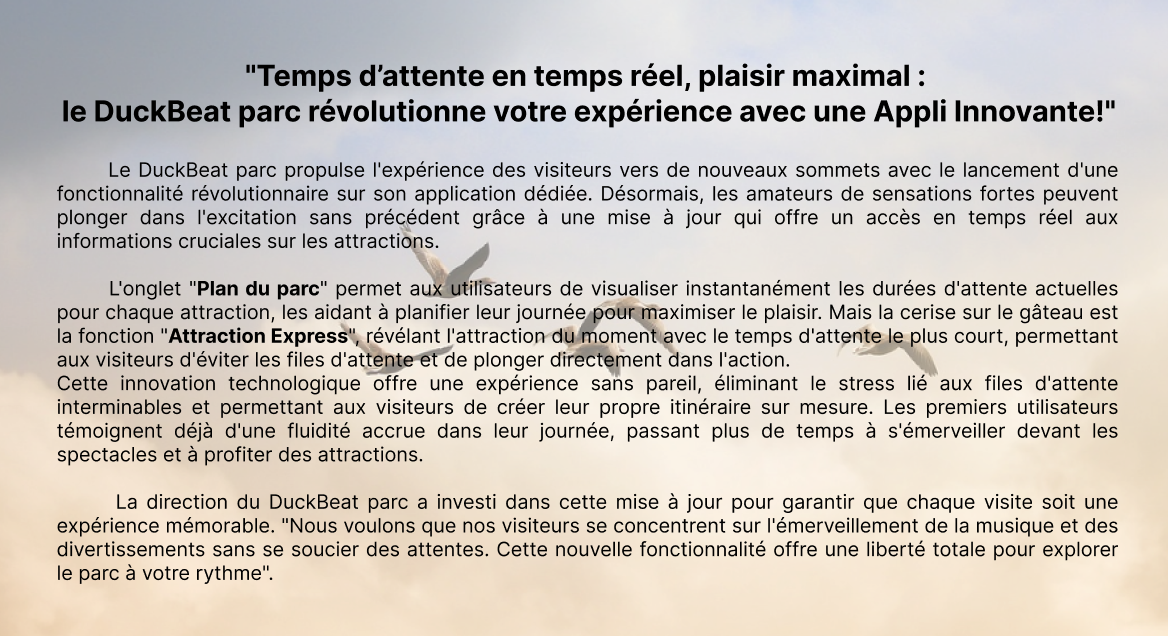 "Temps d’attente en temps réel, plaisir maximal :
le DuckBeat parc révolutionne votre expérience avec une Appli Innovante!"
Le DuckBeat parc propulse l'expérience des visiteurs vers de nouveaux sommets avec le lancement d'une
fonctionnalité révolutionnaire sur son application dédiée. Désormais, les amateurs de sensations fortes peuvent
plonger dans l'excitation sans précédent grâce à une mise à jour qui offre un accès en temps réel aux
informations cruciales sur les attractions.
L'onglet "Plan du parc" permet aux utilisateurs de visualiser instantanément les durées d'attente actuelles
pour chaque attraction, les aidant à planifier leur journée pour maximiser le plaisir. Mais la cerise sur le gâteau est
la fonction "Attraction Express", révélant l'attraction du moment avec le temps d'attente le plus court, permettant
aux visiteurs d'éviter les files d'attente et de plonger directement dans l'action.
Cette innovation technologique offre une expérience sans pareil, éliminant le stress lié aux files d'attente
interminables et permettant aux visiteurs de créer leur propre itinéraire sur mesure. Les premiers utilisateurs
témoignent déjà d'une fluidité accrue dans leur journée, passant plus de temps à s'émerveiller devant les
spectacles et à profiter des attractions.
La direction du DuckBeat parc a investi dans cette mise à jour pour garantir que chaque visite soit une
expérience mémorable. "Nous voulons que nos visiteurs se concentrent sur l'émerveillement de la musique et des
divertissements sans se soucier des attentes. Cette nouvelle fonctionnalité offre une liberté totale pour explorer
le parc à votre rythme".